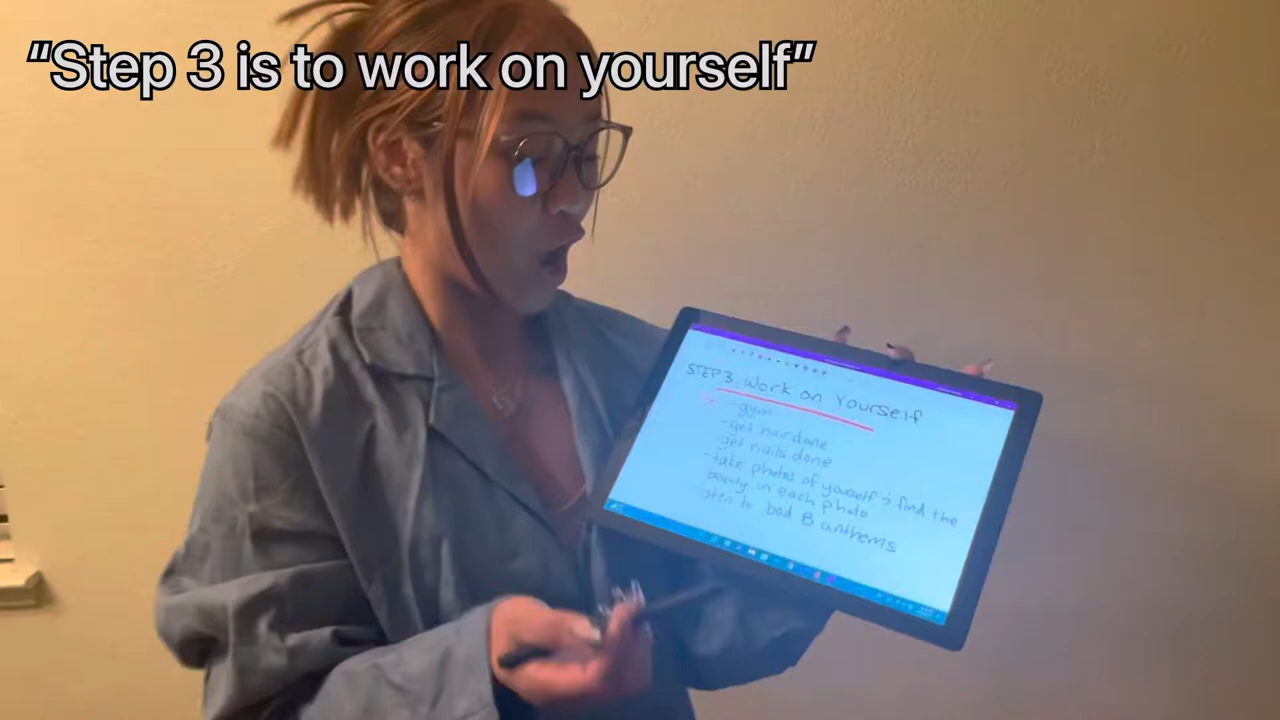 “Step 3 is to work on yourself”
STEP 3: Work on Yourself
- gym
- get hair done
get nails done
- take photos of yourself & find the
beauty in each photo
sten to bad B anthems